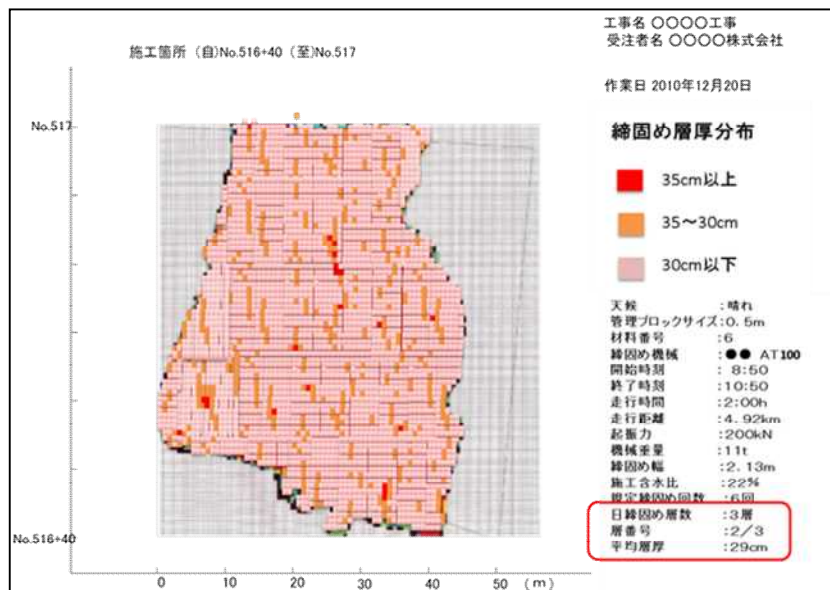 工事名 〇〇〇〇工事
受注者名 〇〇〇〇株式会社
施工箇所 (自)No.516+40 (至)No.517
作業日 2010年12月20日
No.517
締固め層厚分布
35cm以上
35～30cm
30cm以下
天候 :晴れ
管理ブロックサイズ:0.5m
材料番号 :6
締固め機械 :●● AT100
開始時刻 : 8:50
終了時刻 :10:50
走行時間 :2:00h
走行距離 :4.92km
起振力 :200kN
機械重量 :11t
締固め幅 :2.13m
施工含水比 :22%
規定締固め回数 :6回
日締固め層数 :3層
層番号 :2/3
平均層厚 :29cm
No.516+40
0 10 20 30 40 50 (m)